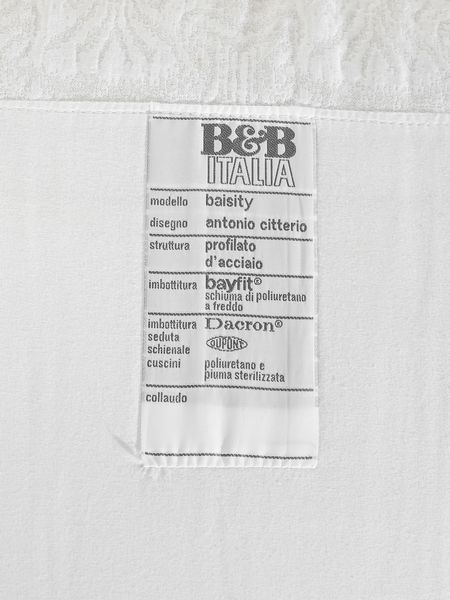 B&B
ITALIA
modello baisity
disegno antonio citterio
struttura profilato
d'acciaio
imbottitura bayfit®
schiuma di poliuretano
a freddo
imbottitura Dacron®
seduta DUPONT
schienale
cuscini poliuretano e
piuma sterilizzata
collaudo